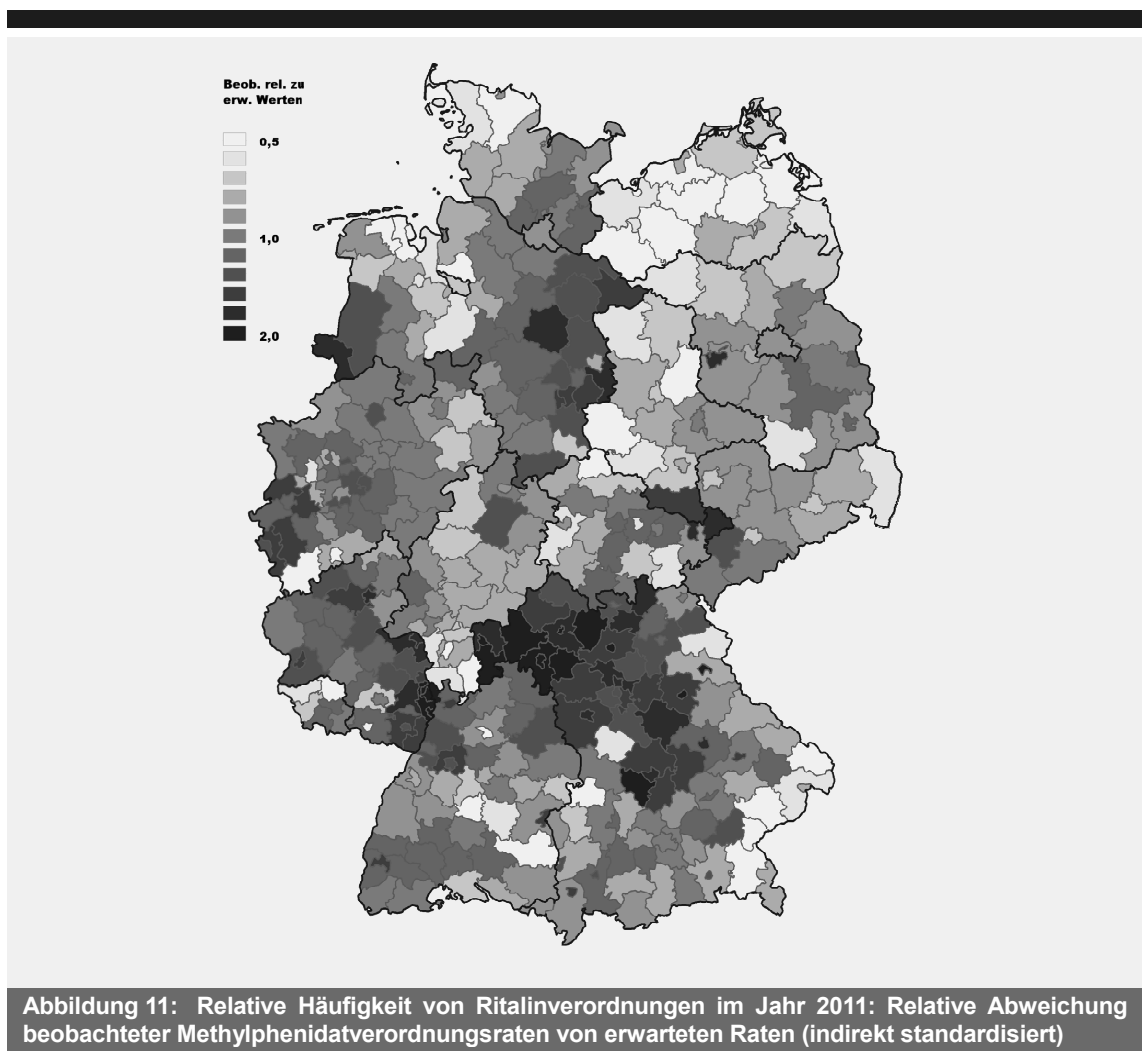 Beob. rel. zu
erw. Werten
0,5
1,0
2,0
Abbildung 11: Relative Häufigkeit von Ritalinverordnungen im Jahr 2011: Relative Abweichung
beobachteter Methylphenidatverordnungsraten von erwarteten Raten (indirekt standardisiert)